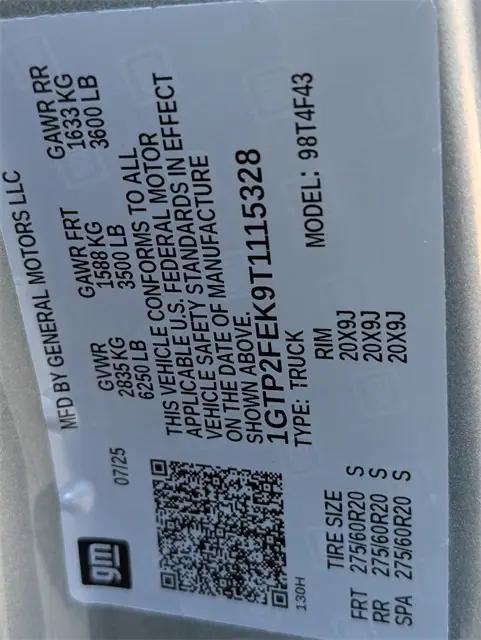 gm
MFD BY GENERAL MOTORS LLC
07/25
GVWR GAWR FRT GAWR RR
2835 KG 1588 KG 1633 KG
6250 LB 3500 LB 3600 LB
THIS VEHICLE CONFORMS TO ALL
APPLICABLE U.S. FEDERAL MOTOR
VEHICLE SAFETY STANDARDS IN EFFECT
ON THE DATE OF MANUFACTURE
SHOWN ABOVE.
1GTP2FEK9T1115328
TYPE: TRUCK MODEL: 98T4F43
130H
TIRE SIZE RIM
FRT 275/60R20 S 20X9J
RR 275/60R20 S 20X9J
SPA 275/60R20 S 20X9J